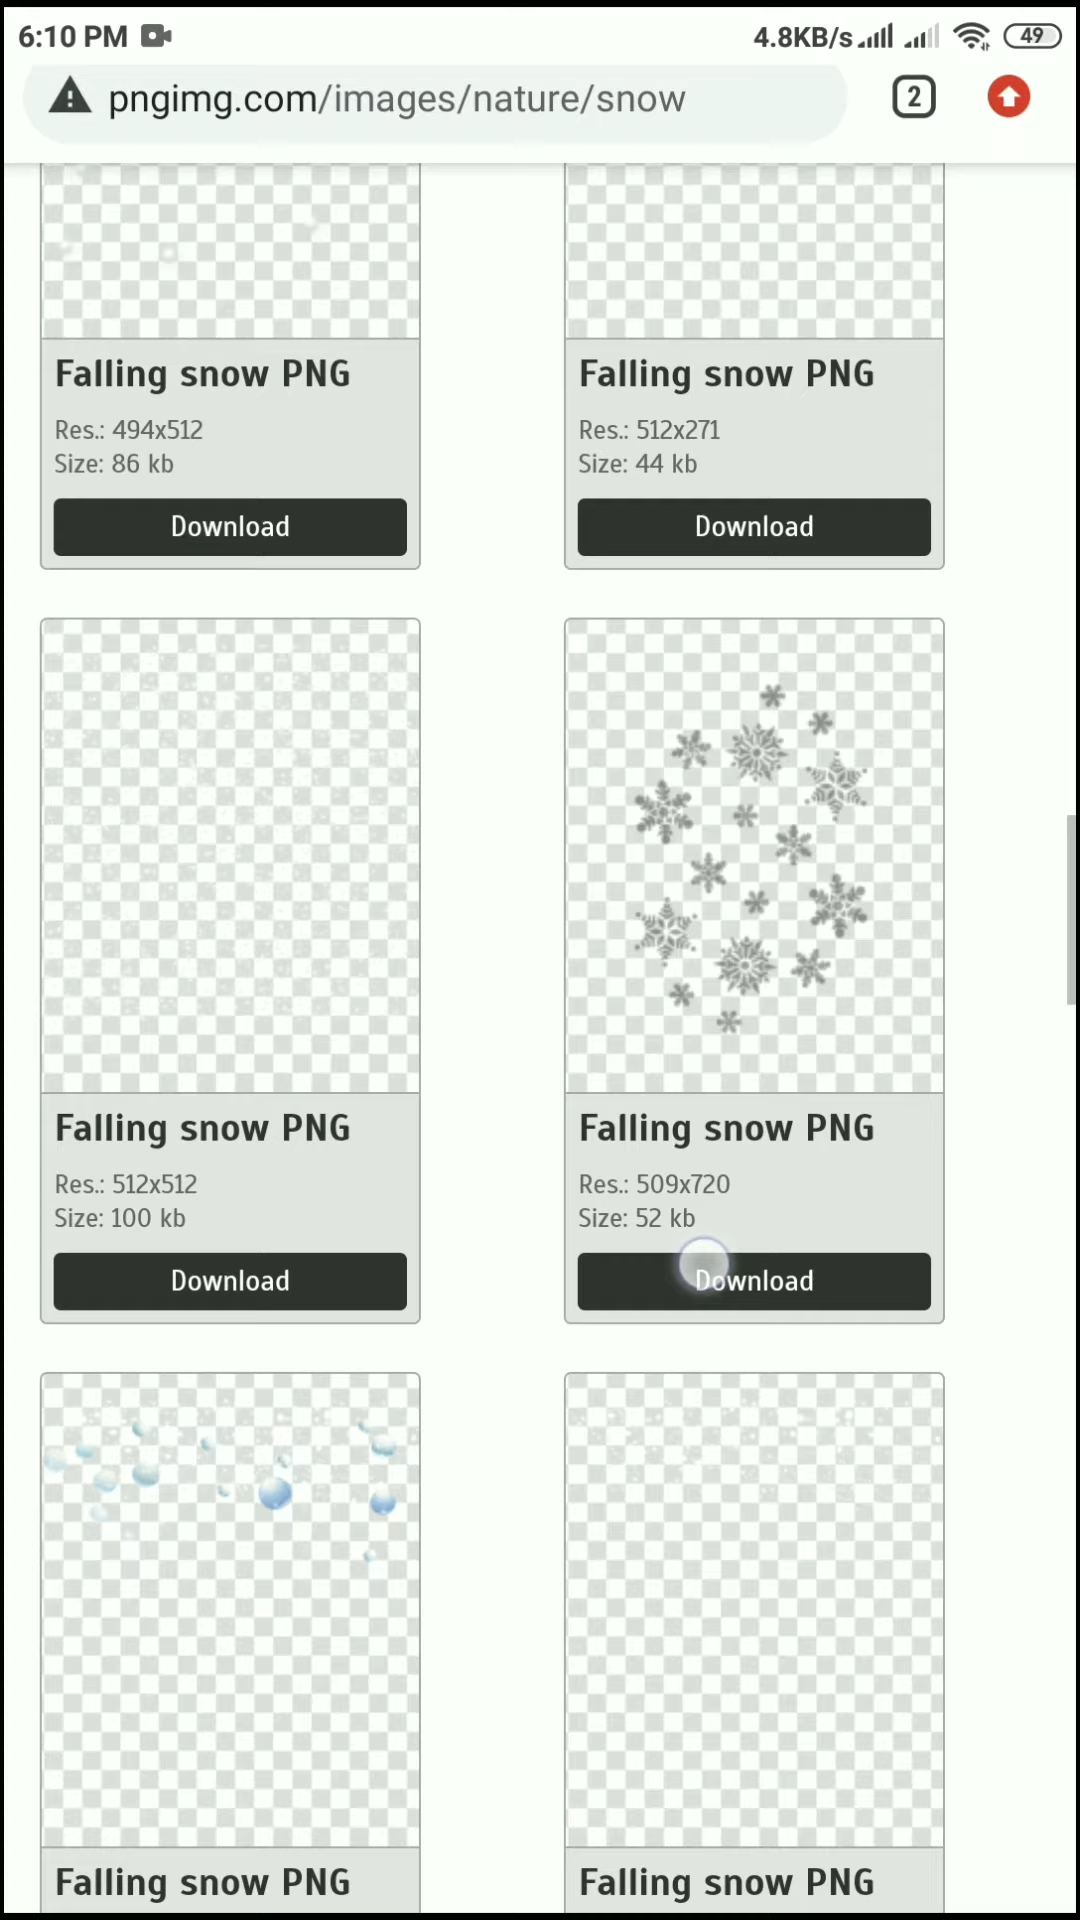 6:10 PM
4.8KB/s
49
pngimg.com/images/nature/snow
2
Falling snow PNG
Res.: 494x512
Size: 86 kb
Download
Falling snow PNG
Res.: 512x271
Size: 44 kb
Download
Falling snow PNG
Res.: 512x512
Size: 100 kb
Download
Falling snow PNG
Res.: 509x720
Size: 52 kb
Download
Falling snow PNG
Falling snow PNG